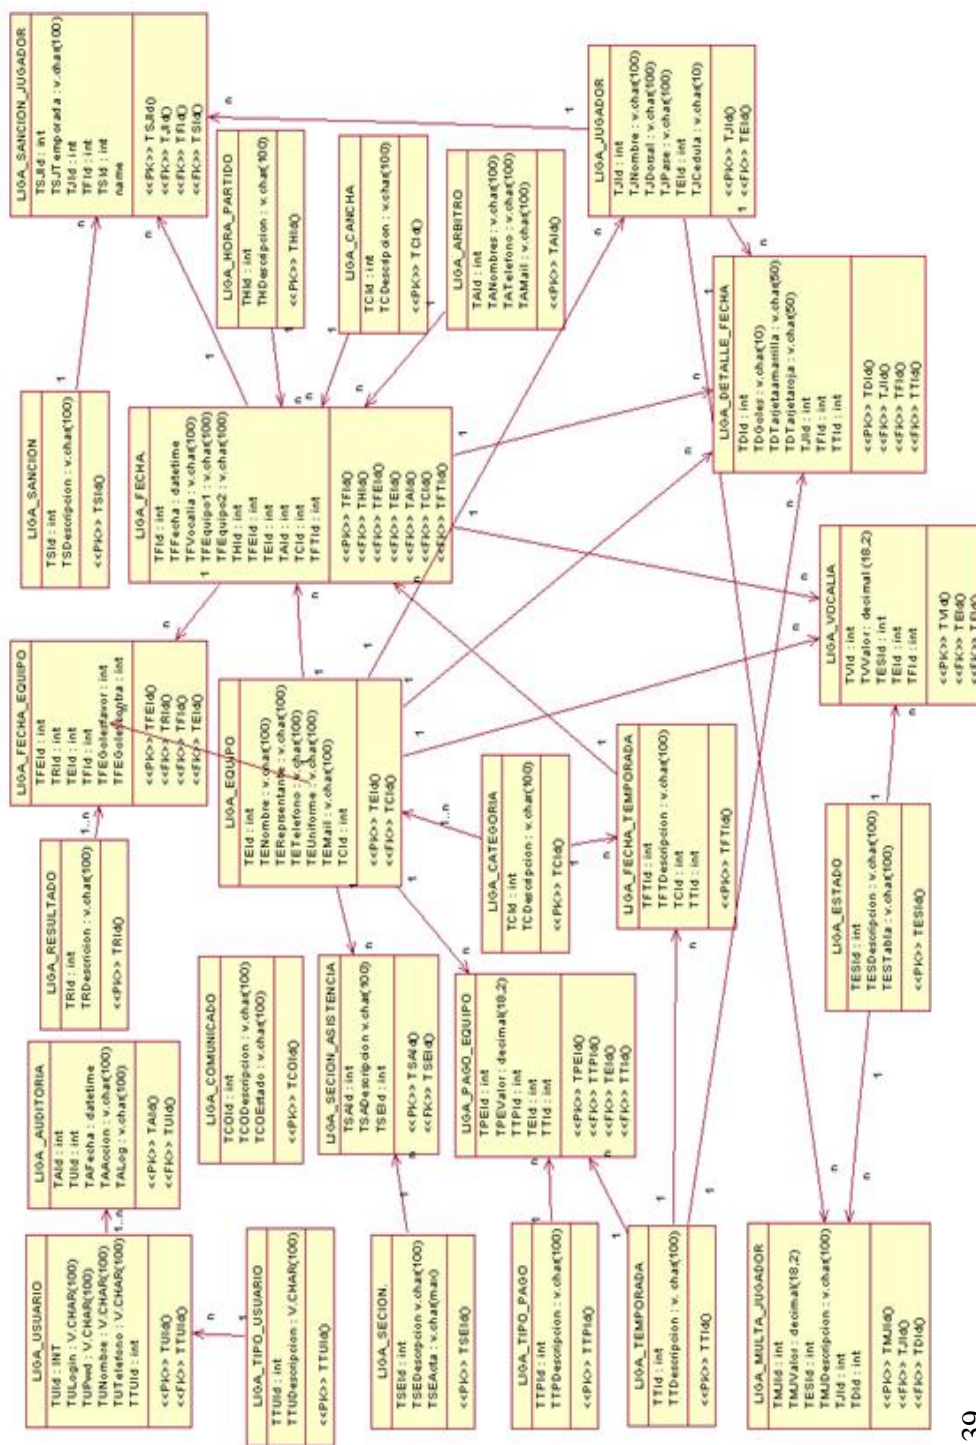 LIGA_SANCION_JUGADOR
TSJId : int
TSJTemporada : v.char(100)
TJId : int
TFId : int
TSId : int
name
<<PK>> TSJId()
<<FK>> TJId()
<<FK>> TFId()
<<FK>> TSId()
LIGA_HORA_PARTIDO
THId : int
THDescripcion : v.char(100)
<<PK>> THId()
LIGA_CANCHA
TCId : int
TCDescripcion : v.char(100)
<<PK>> TCId()
LIGA_ARBITRO
TAId : int
TANombres : v.char(100)
TATelefono : v.char(100)
TAMail : v.char(100)
<<PK>> TAId()
LIGA_JUGADOR
TJId : int
TJNombre : v.char(100)
TJDorsal : v.char(100)
TJPase : v.char(100)
TEId : int
TJCedula : v.char(10)
<<PK>> TJId()
<<FK>> TEId()
LIGA_SANCION
TSId : int
TSDescripcion : v.char(100)
<<PK>> TSId()
LIGA_FECHA
TFId : int
TFFecha : datetime
TFVocalia : v.char(100)
TFEquipo1 : v.char(100)
TFEquipo2 : v.char(100)
THId : int
TFEId : int
TEId : int
TAId : int
TCId : int
TFTId : int
<<PK>> TFId()
<<FK>> THId()
<<FK>> TFEId()
<<FK>> TEId()
<<FK>> TAId()
<<FK>> TCId()
<<FK>> TFTId()
LIGA_DETALLE_FECHA
TDId : int
TDGoles : v.char(10)
TDTarjetaamarrilla : v.char(50)
TDTarjetaroja : v.char(50)
TJId : int
TFId : int
TTId : int
<<PK>> TDId()
<<FK>> TJId()
<<FK>> TFId()
<<FK>> TTId()
LIGA_FECHA_EQUIPO
TFEId : int
TRId : int
TEId : int
TFId : int
TFEGolesfavor : int
TFEGolescontra : int
<<PK>> TFEId()
<<FK>> TRId()
<<FK>> TFId()
<<FK>> TEId()
LIGA_EQUIPO
TEId : int
TENombre : v.char(100)
TERepresentante : v.char(100)
TETelefono : v.char(100)
TEUniforme : v.char(100)
TEMail : v.char(100)
TCId : int
<<PK>> TEId()
<<FK>> TCId()
LIGA_VOCALIA
TVId : int
TVValor : decimal (18,2)
TESId : int
TEId : int
TFId : int
<<PK>> TVId()
<<FK>> TEId()
<<FK>> TFId()
LIGA_RESULTADO
TRId : int
TRDescricion : v.char(100)
<<PK>> TRId()
LIGA_CATEGORIA
TCId : int
TCDescripcion : v.char(100)
<<PK>> TCId()
LIGA_FECHA_TEMPORADA
TFTId : int
TFTDescripcion : v.char(100)
TCId : int
TTId : int
<<PK>> TFTId()
LIGA_ESTADO
TESId : int
TESDescripcion : v.char(100)
TESTabla : v.char(100)
<<PK>> TESId()
LIGA_AUDITORIA
TAId : int
TUId : int
TAFecha : datetime
TAAccion : v.char(100)
TALog : v.char(100)
<<PK>> TAId()
<<FK>> TUId()
LIGA_COMUNICADO
TCOId : int
TCODescripcion : v.char(100)
TCOEstado : v.char(100)
<<PK>> TCOId()
LIGA_SECION_ASISTENCIA
TSAId : int
TSADescripcion v.char(100)
TSEId : int
<<PK>> TSAId()
<<FK>> TSEId()
LIGA_PAGO_EQUIPO
TPEId : int
TPEValor : decimal(18,2)
TTPId : int
TEId : int
TTId : int
<<PK>> TPEId()
<<FK>> TTPId()
<<FK>> TEId()
<<FK>> TTId()
LIGA_USUARIO
TUId : INT
TULogin : V.CHAR(100)
TUPwd : V.CHAR(100)
TUNombre : V.CHAR(100)
TUTelefono : V.CHAR(100)
TTUId : int
<<PK>> TUId()
<<FK>> TTUId()
LIGA_TIPO_USUARIO
TTUId : int
TTUDescripcion : V.CHAR(100)
<<PK>> TTUId()
LIGA_SECION.
TSEId : int
TSEDescripcion v.char(100)
TSEActa : v.char(max)
<<PK>> TSEId()
LIGA_TIPO_PAGO
TTPId : int
TTPDescripcion : v.char(100)
<<PK>> TTPId()
LIGA_TEMPORADA
TTId : int
TTDescripcion : v. char(100)
<<PK>> TTId()
LIGA_MULTA_JUGADOR
TMJId : int
TMJValor : decimal(18,2)
TESId : int
TMJDescripcion : v.char(100)
TJId : int
TDId : int
<<PK>> TMJId()
<<FK>> TJId()
<<FK>> TDId()
39